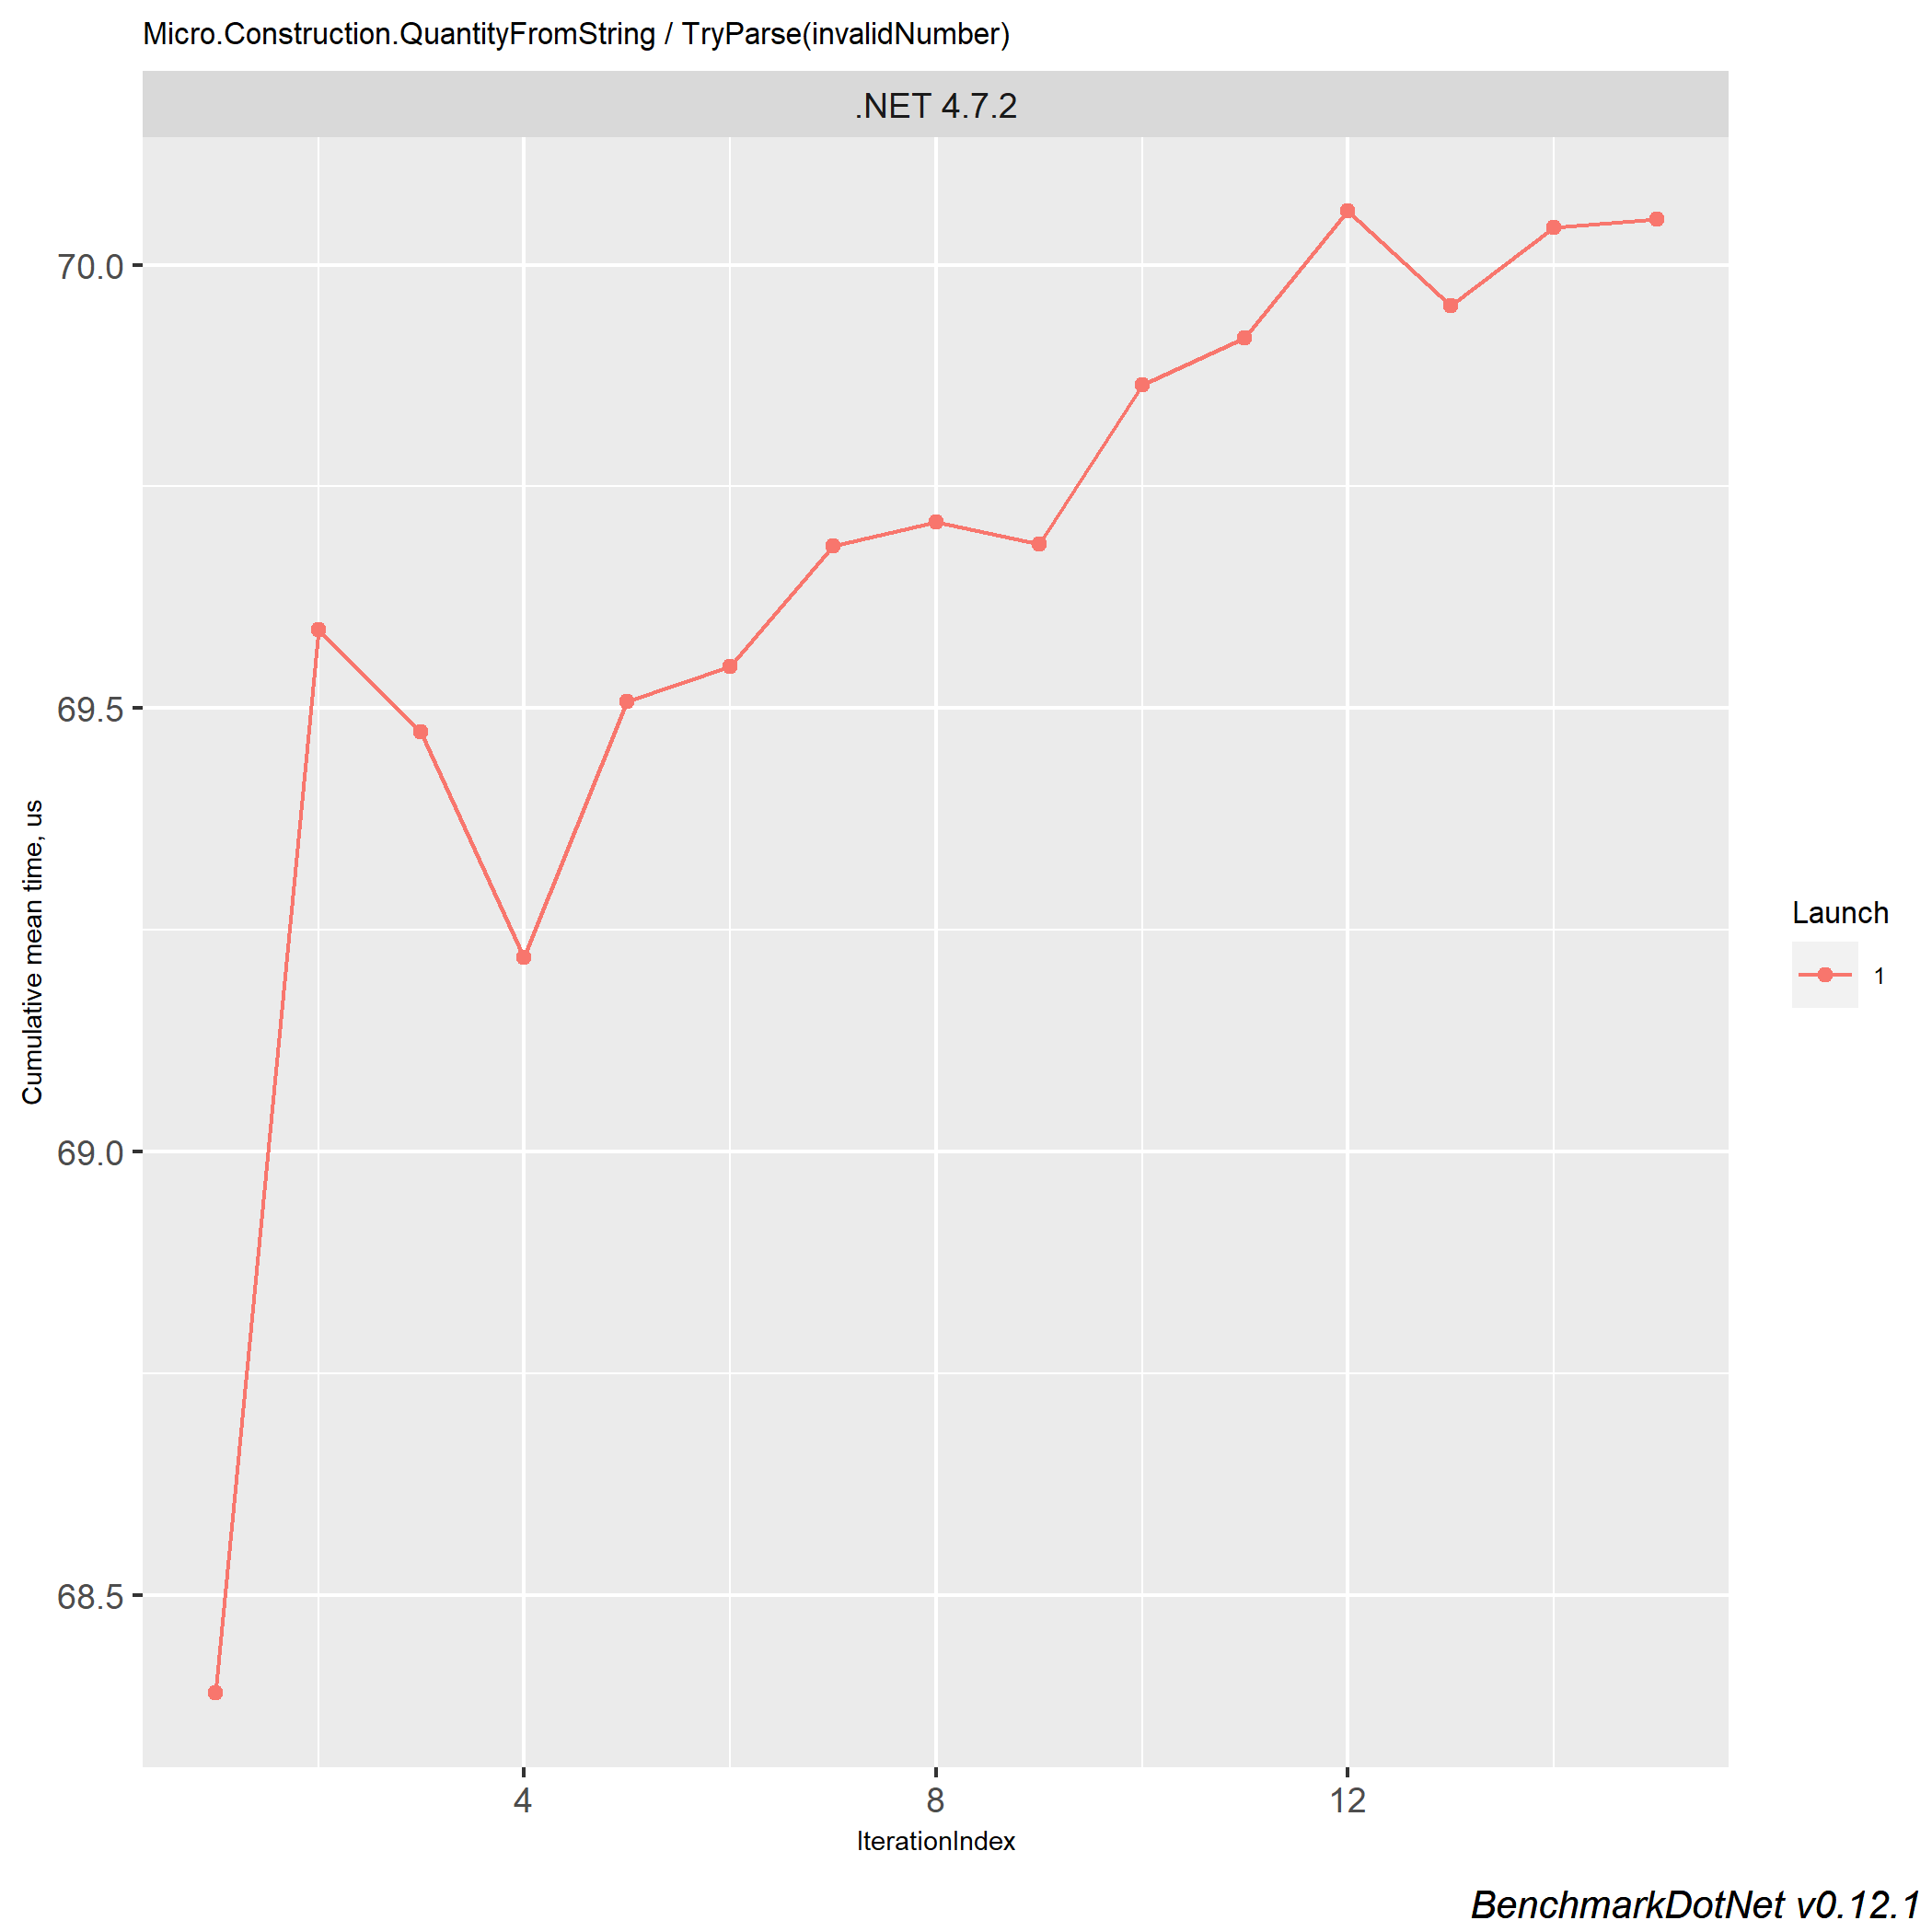 Micro.Construction.QuantityFromString / TryParse(invalidNumber)
.NET 4.7.2
70.0
69.5
69.0
68.5
Cumulative mean time, us
4
8
12
IterationIndex
Launch
1
BenchmarkDotNet v0.12.1